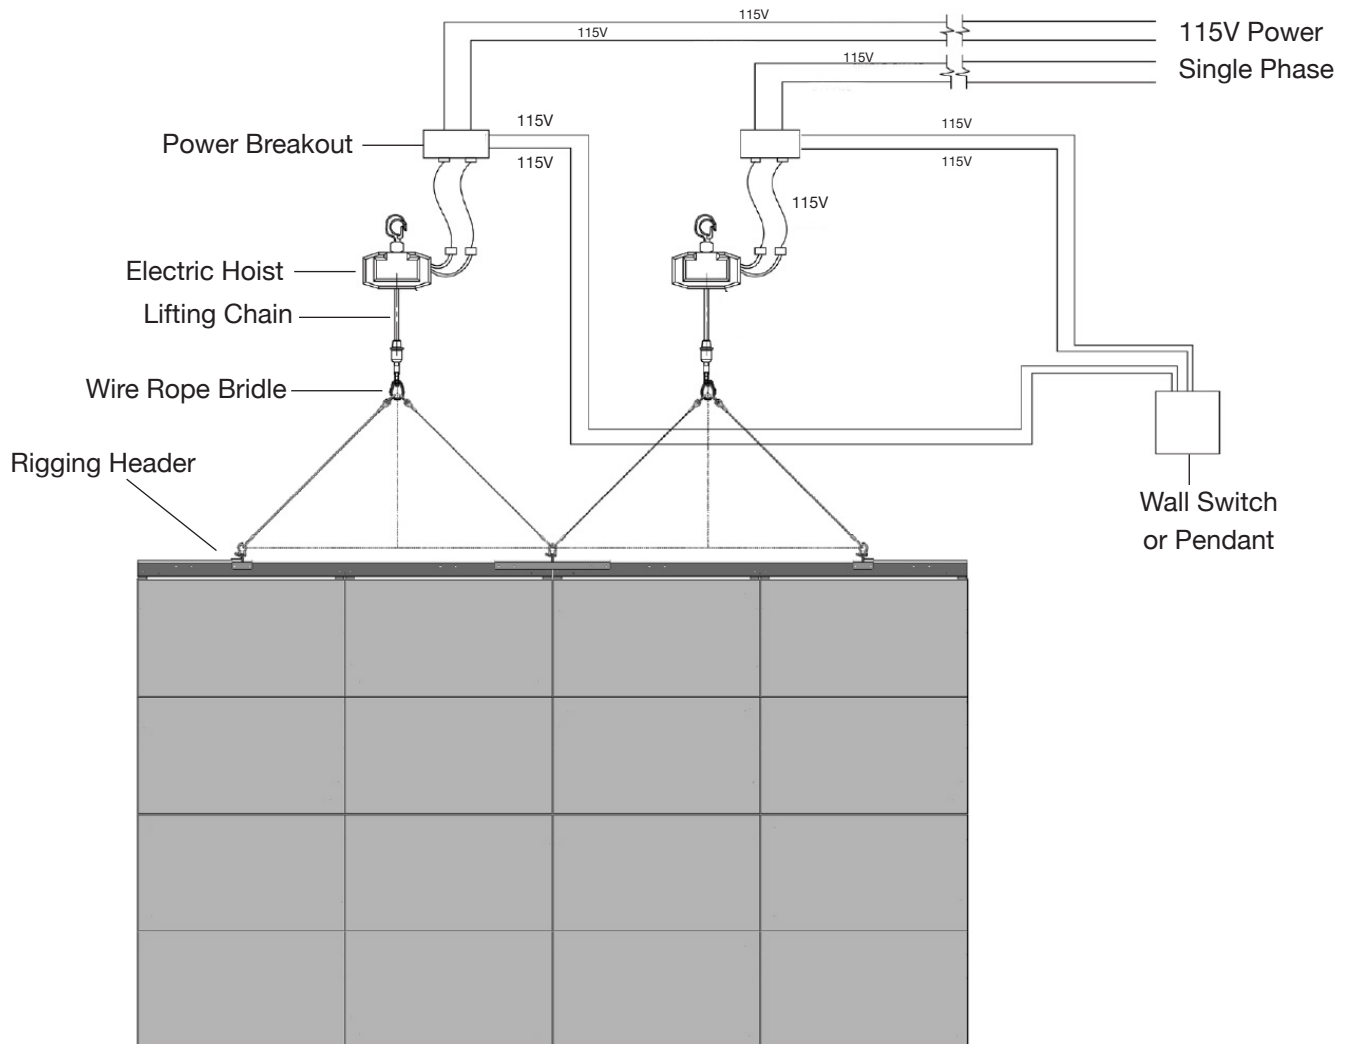 115V
115V
115V Power
Single Phase
115V
Power Breakout
115V
115V
115V
115V
115V
Electric Hoist
Lifting Chain
Wire Rope Bridle
Rigging Header
Wall Switch
or Pendant